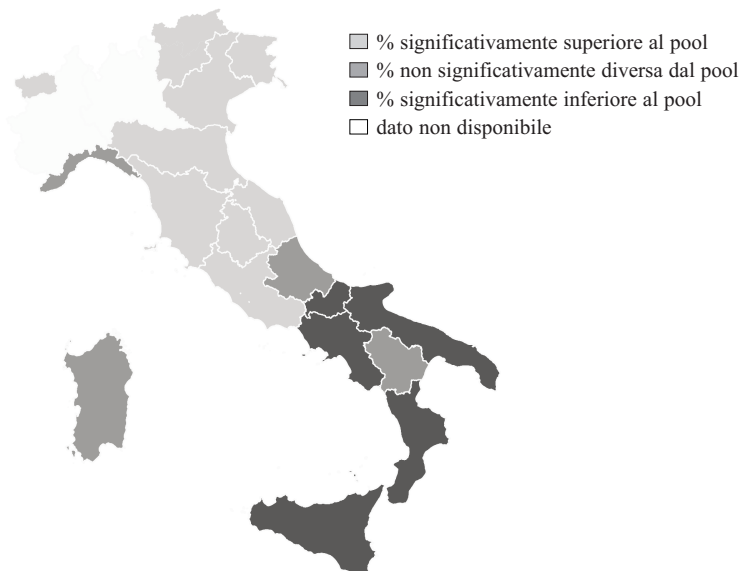 % significativamente superiore al pool
% non significativamente diversa dal pool
% significativamente inferiore al pool
dato non disponibile